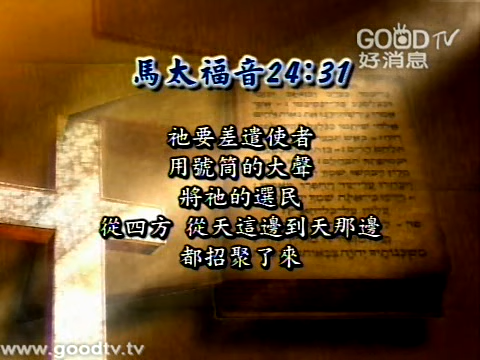 GOOD TV
好消息
馬太福音24:31
祂要差遣使者
用號筒的大聲
將祂的選民
從四方 從天這邊到天那邊
都招聚了來
www.goodtv.tv